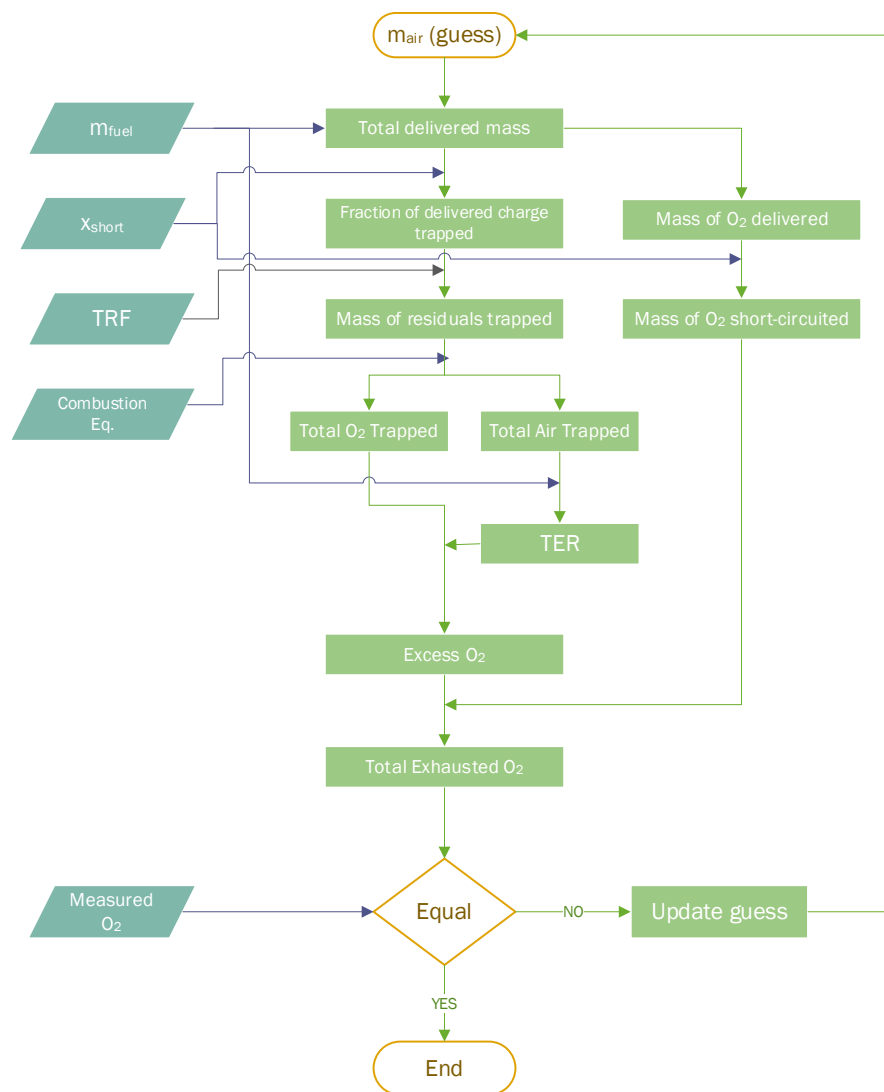 mair (guess)
mfuel
Total delivered mass
xshort
Fraction of delivered charge
trapped
Mass of O2 delivered
TRF
Mass of residuals trapped
Mass of O2 short-circuited
Combustion
Eq.
Total O2 Trapped
Total Air Trapped
TER
Excess O2
Total Exhausted O2
Measured
O2
Equal
NO
Update guess
YES
End